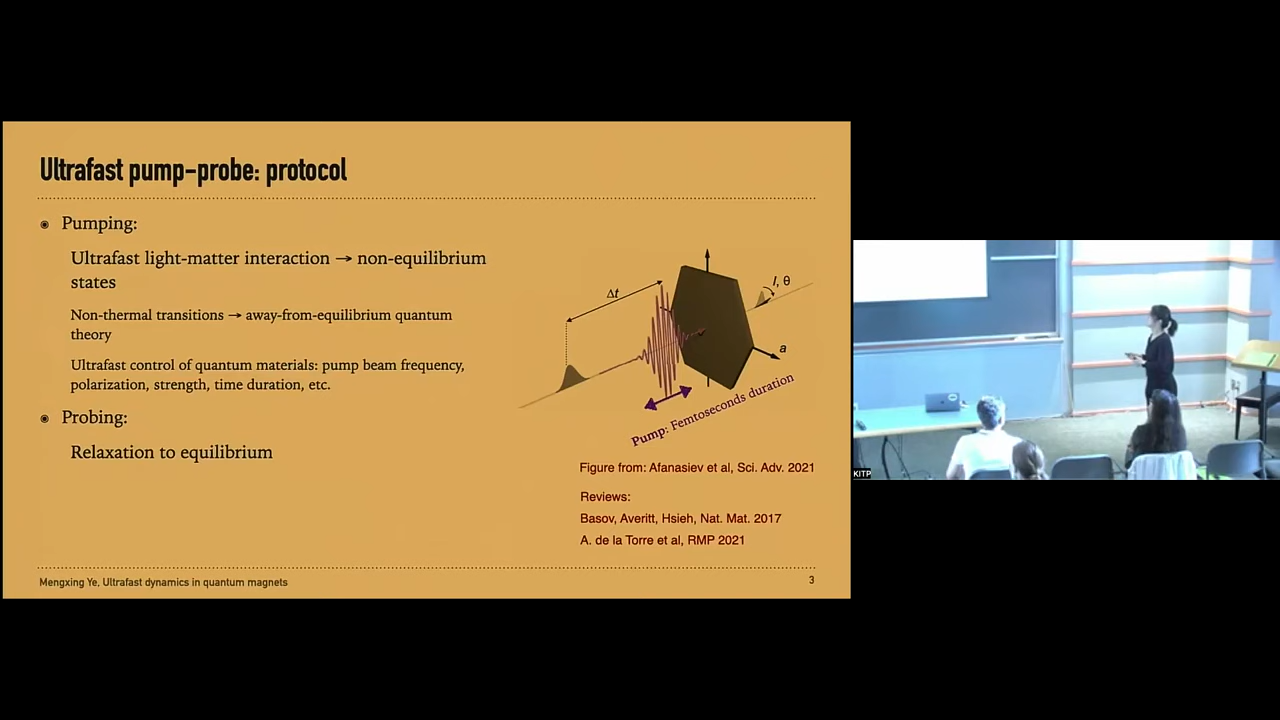 Ultrafast pump-probe: protocol
Pumping:
Ultrafast light-matter interaction → non-equilibrium
states
Non-thermal transitions → away-from-equilibrium quantum
theory
Ultrafast control of quantum materials: pump beam frequency,
polarization, strength, time duration, etc.
Probing:
Relaxation to equilibrium
Δt
I, θ
a
Pump: Femtoseconds duration
Figure from: Afanasiev et al, Sci. Adv. 2021
Reviews:
Basov, Averitt, Hsieh, Nat. Mat. 2017
A. de la Torre et al, RMP 2021
Mengxing Ye, Ultrafast dynamics in quantum magnets
3
KITP